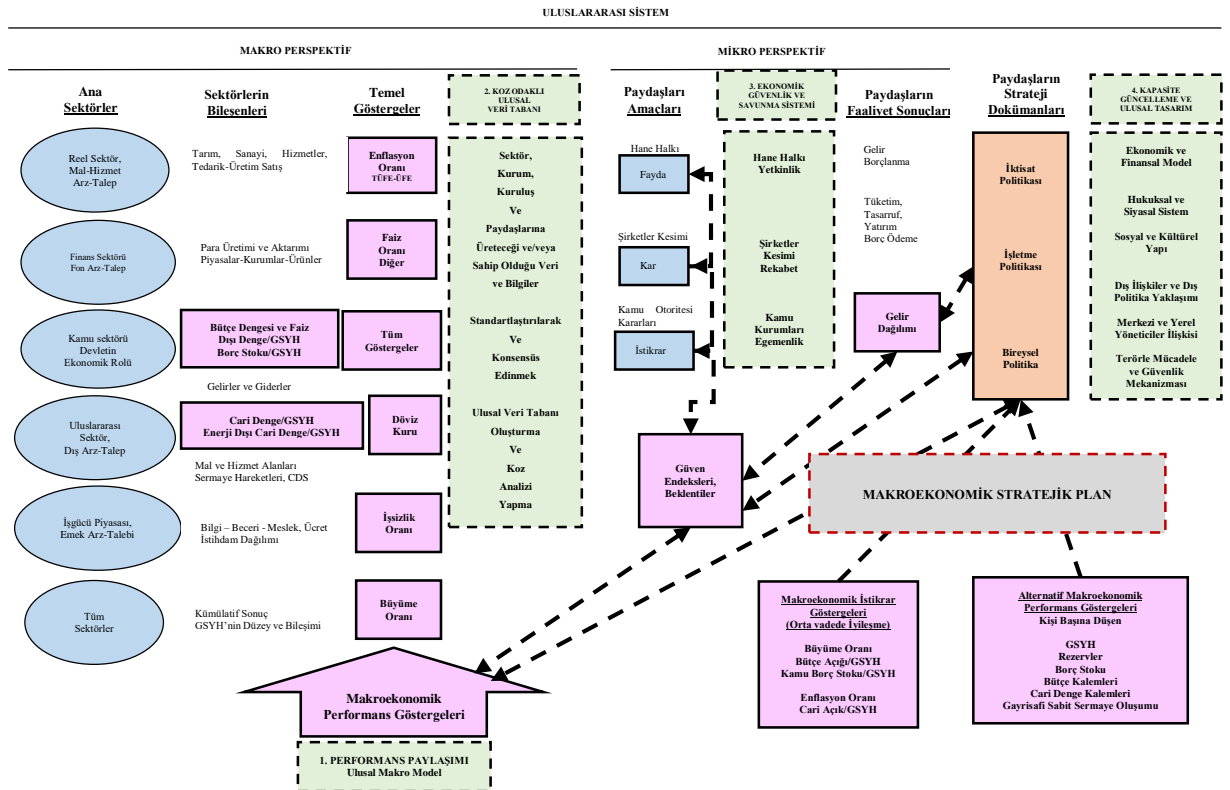 ULUSLARARASI SİSTEM
MAKRO PERSPEKTİF
MİKRO PERSPEKTİF
Ana
Sektörler
Sektörlerin
Bileşenleri
Temel
Göstergeler
2. KOZ ODAKLI
ULUSAL
VERİ TABANI
Paydaşları
Amaçları
3. EKONOMİK
GÜVENLİK VE
SAVUNMA SİSTEMİ
Paydaşların
Faaliyet Sonuçları
Paydaşların
Strateji
Dokümanları
4. KAPASİTE
GÜNCELLEME VE
ULUSAL TASARIM
Reel Sektör,
Mal-Hizmet
Arz-Talep
Tarım, Sanayi, Hizmetler,
Tedarik-Üretim Satış
Enflasyon
Oranı
TÜFE-ÜFE
Finans Sektörü
Fon Arz-Talep
Para Üretimi ve Aktarımı
Piyasalar-Kurumlar-Ürünler
Faiz
Oranı
Diğer
Kamu sektörü
Devletin
Ekonomik Rolü
Bütçe Dengesi ve Faiz
Dışı Denge/GSYH
Borç Stoku/GSYH
Tüm
Göstergeler
Gelirler ve Giderler
Uluslararası
Sektör,
Dış Arz-Talep
Cari Denge/GSYH
Enerji Dışı Cari Denge/GSYH
Döviz
Kuru
Mal ve Hizmet Alanları
Sermaye Hareketleri, CDS
İşgücü Piyasası,
Emek Arz-Talebi
Bilgi – Beceri - Meslek, Ücret
İstihdam Dağılımı
İşsizlik
Oranı
Tüm
Sektörler
Kümülatif Sonuç
GSYH’nin Düzey ve Bileşimi
Büyüme
Oranı
Makroekonomik
Performans Göstergeleri
1. PERFORMANS PAYLAŞIMI
Ulusal Makro Model
Sektör,
Kurum,
Kuruluş
Ve
Paydaşlarına
Üreteceği ve/veya
Sahip Olduğu Veri
ve Bilgiler
Standartlaştırılarak
Ve
Konsensüs
Edinmek
Ulusal Veri Tabanı
Oluşturma
Ve
Koz
Analizi
Yapma
Hane Halkı
Fayda
Şirketler Kesimi
Kar
Kamu Otoritesi
Kararları
İstikrar
Güven
Endeksleri,
Beklentiler
Hane Halkı
Yetkinlik
Şirketler
Kesimi
Rekabet
Kamu
Kurumları
Egemenlik
Gelir
Borçlanma
Tüketim,
Tasarruf,
Yatırım
Borç Ödeme
Gelir
Dağılımı
İktisat
Politikası
İşletme
Politikası
Bireysel
Politika
Ekonomik ve
Finansal Model
Hukuksal ve
Siyasal Sistem
Sosyal ve Kültürel
Yapı
Dış İlişkiler ve Dış
Politika Yaklaşımı
Merkezi ve Yerel
Yöneticiler İlişkisi
Terörle Mücadele
ve Güvenlik
Mekanizması
MAKROEKONOMİK STRATEJİK PLAN
Makroekonomik İstikrar
Göstergeleri
(Orta vadede İyileşme)
Büyüme Oranı
Bütçe Açığı/GSYH
Kamu Borç Stoku/GSYH
Enflasyon Oranı
Cari Açık/GSYH
Alternatif Makroekonomik
Performans Göstergeleri
Kişi Başına Düşen
GSYH
Rezervler
Borç Stoku
Bütçe Kalemleri
Cari Denge Kalemleri
Gayrisafi Sabit Sermaye Oluşumu